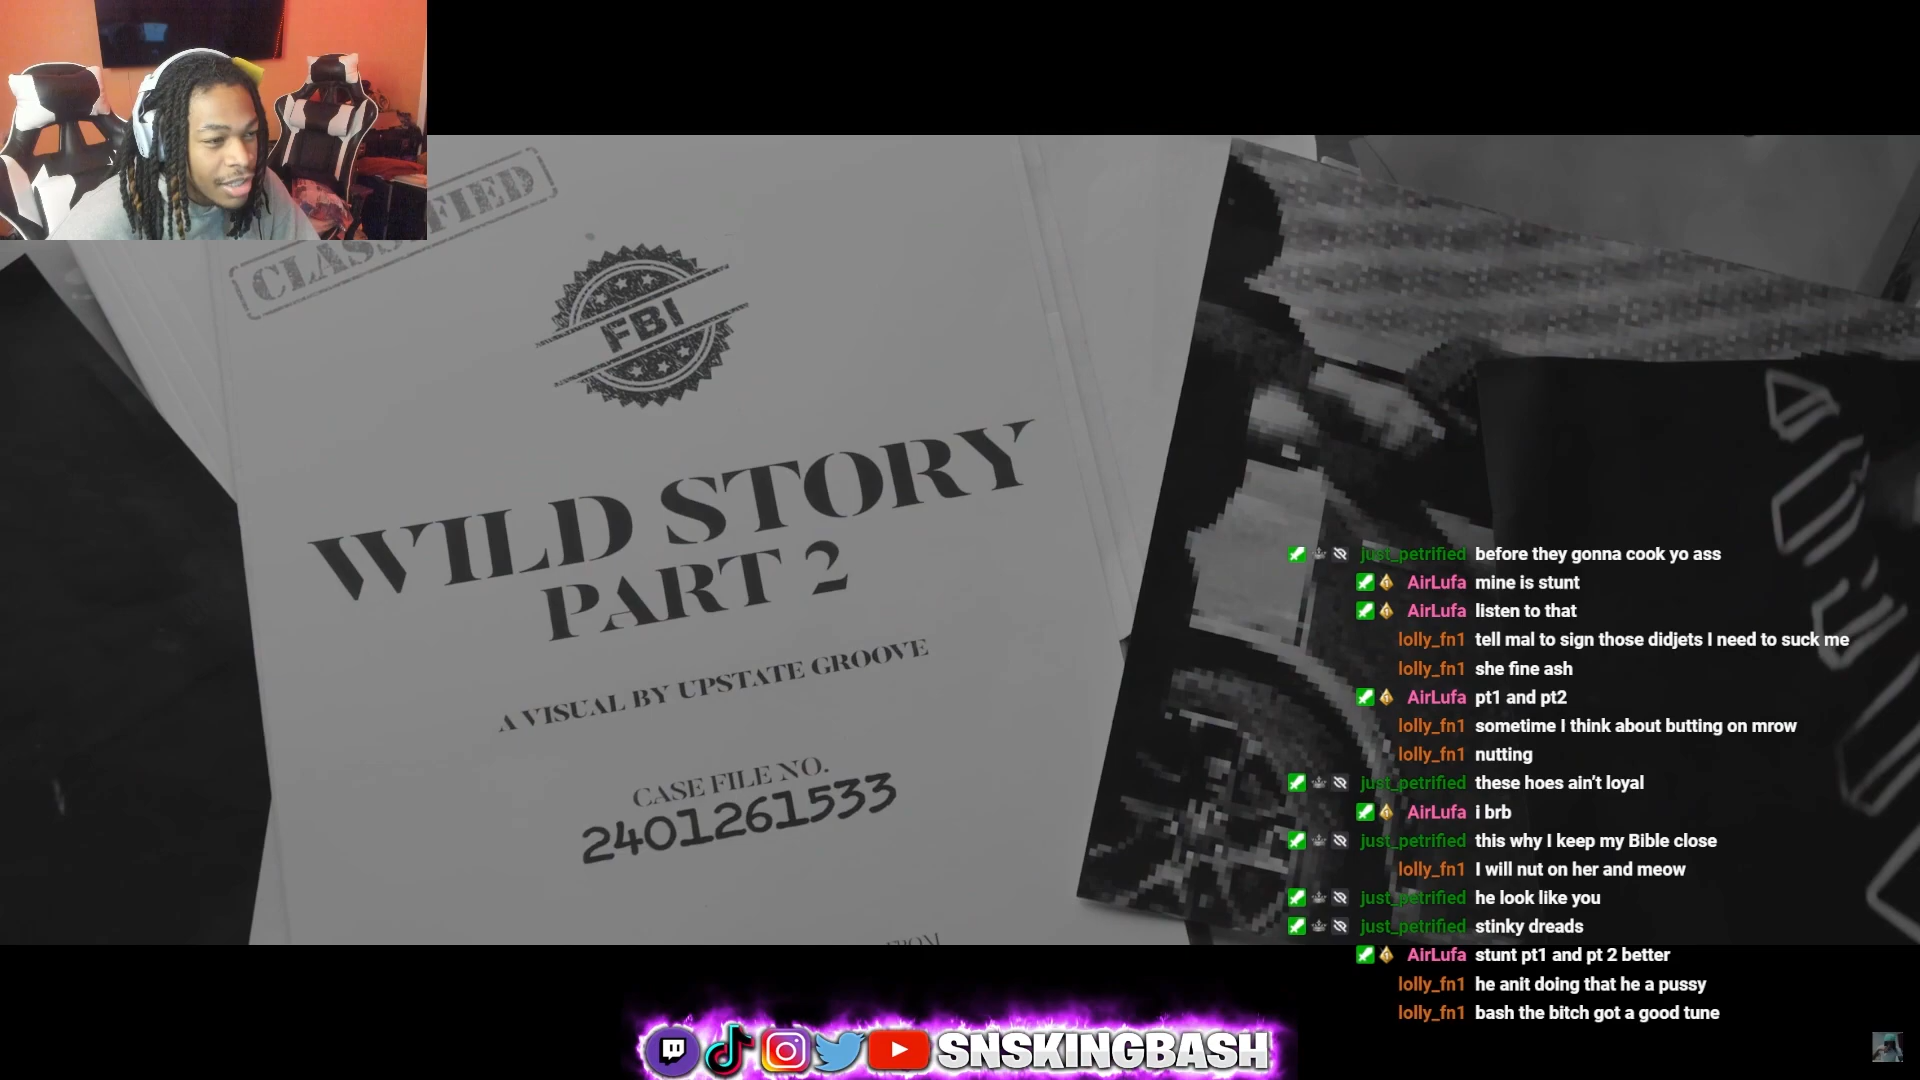 CLASSIFIED
FBI
WILD STORY
PART 2
A VISUAL BY UPSTATE GROOVE
CASE FILE NO.
2401261533
FROM
just_petrified before they gonna cook yo ass
AirLufa mine is stunt
AirLufa listen to that
lolly_fn1 tell mal to sign those didjets I need to suck me
lolly_fn1 she fine ash
AirLufa pt1 and pt2
lolly_fn1 sometime I think about butting on mrow
lolly_fn1 nutting
just_petrified these hoes ain’t loyal
AirLufa i brb
just_petrified this why I keep my Bible close
lolly_fn1 I will nut on her and meow
just_petrified he look like you
just_petrified stinky dreads
AirLufa stunt pt1 and pt 2 better
lolly_fn1 he anit doing that he a pussy
lolly_fn1 bash the bitch got a good tune
SNSKINGBASH